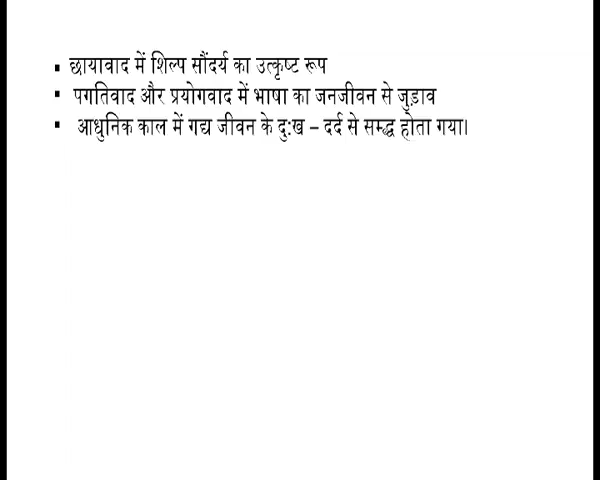 ▪ छायावाद में शिल्प सौंदर्य का उत्कृष्ट रूप
▪ पगतिवाद और प्रयोगवाद में भाषा का जनजीवन से जुड़ाव
▪ आधुनिक काल में गद्य जीवन के दु:ख – दर्द से सम्द्ध होता गया।